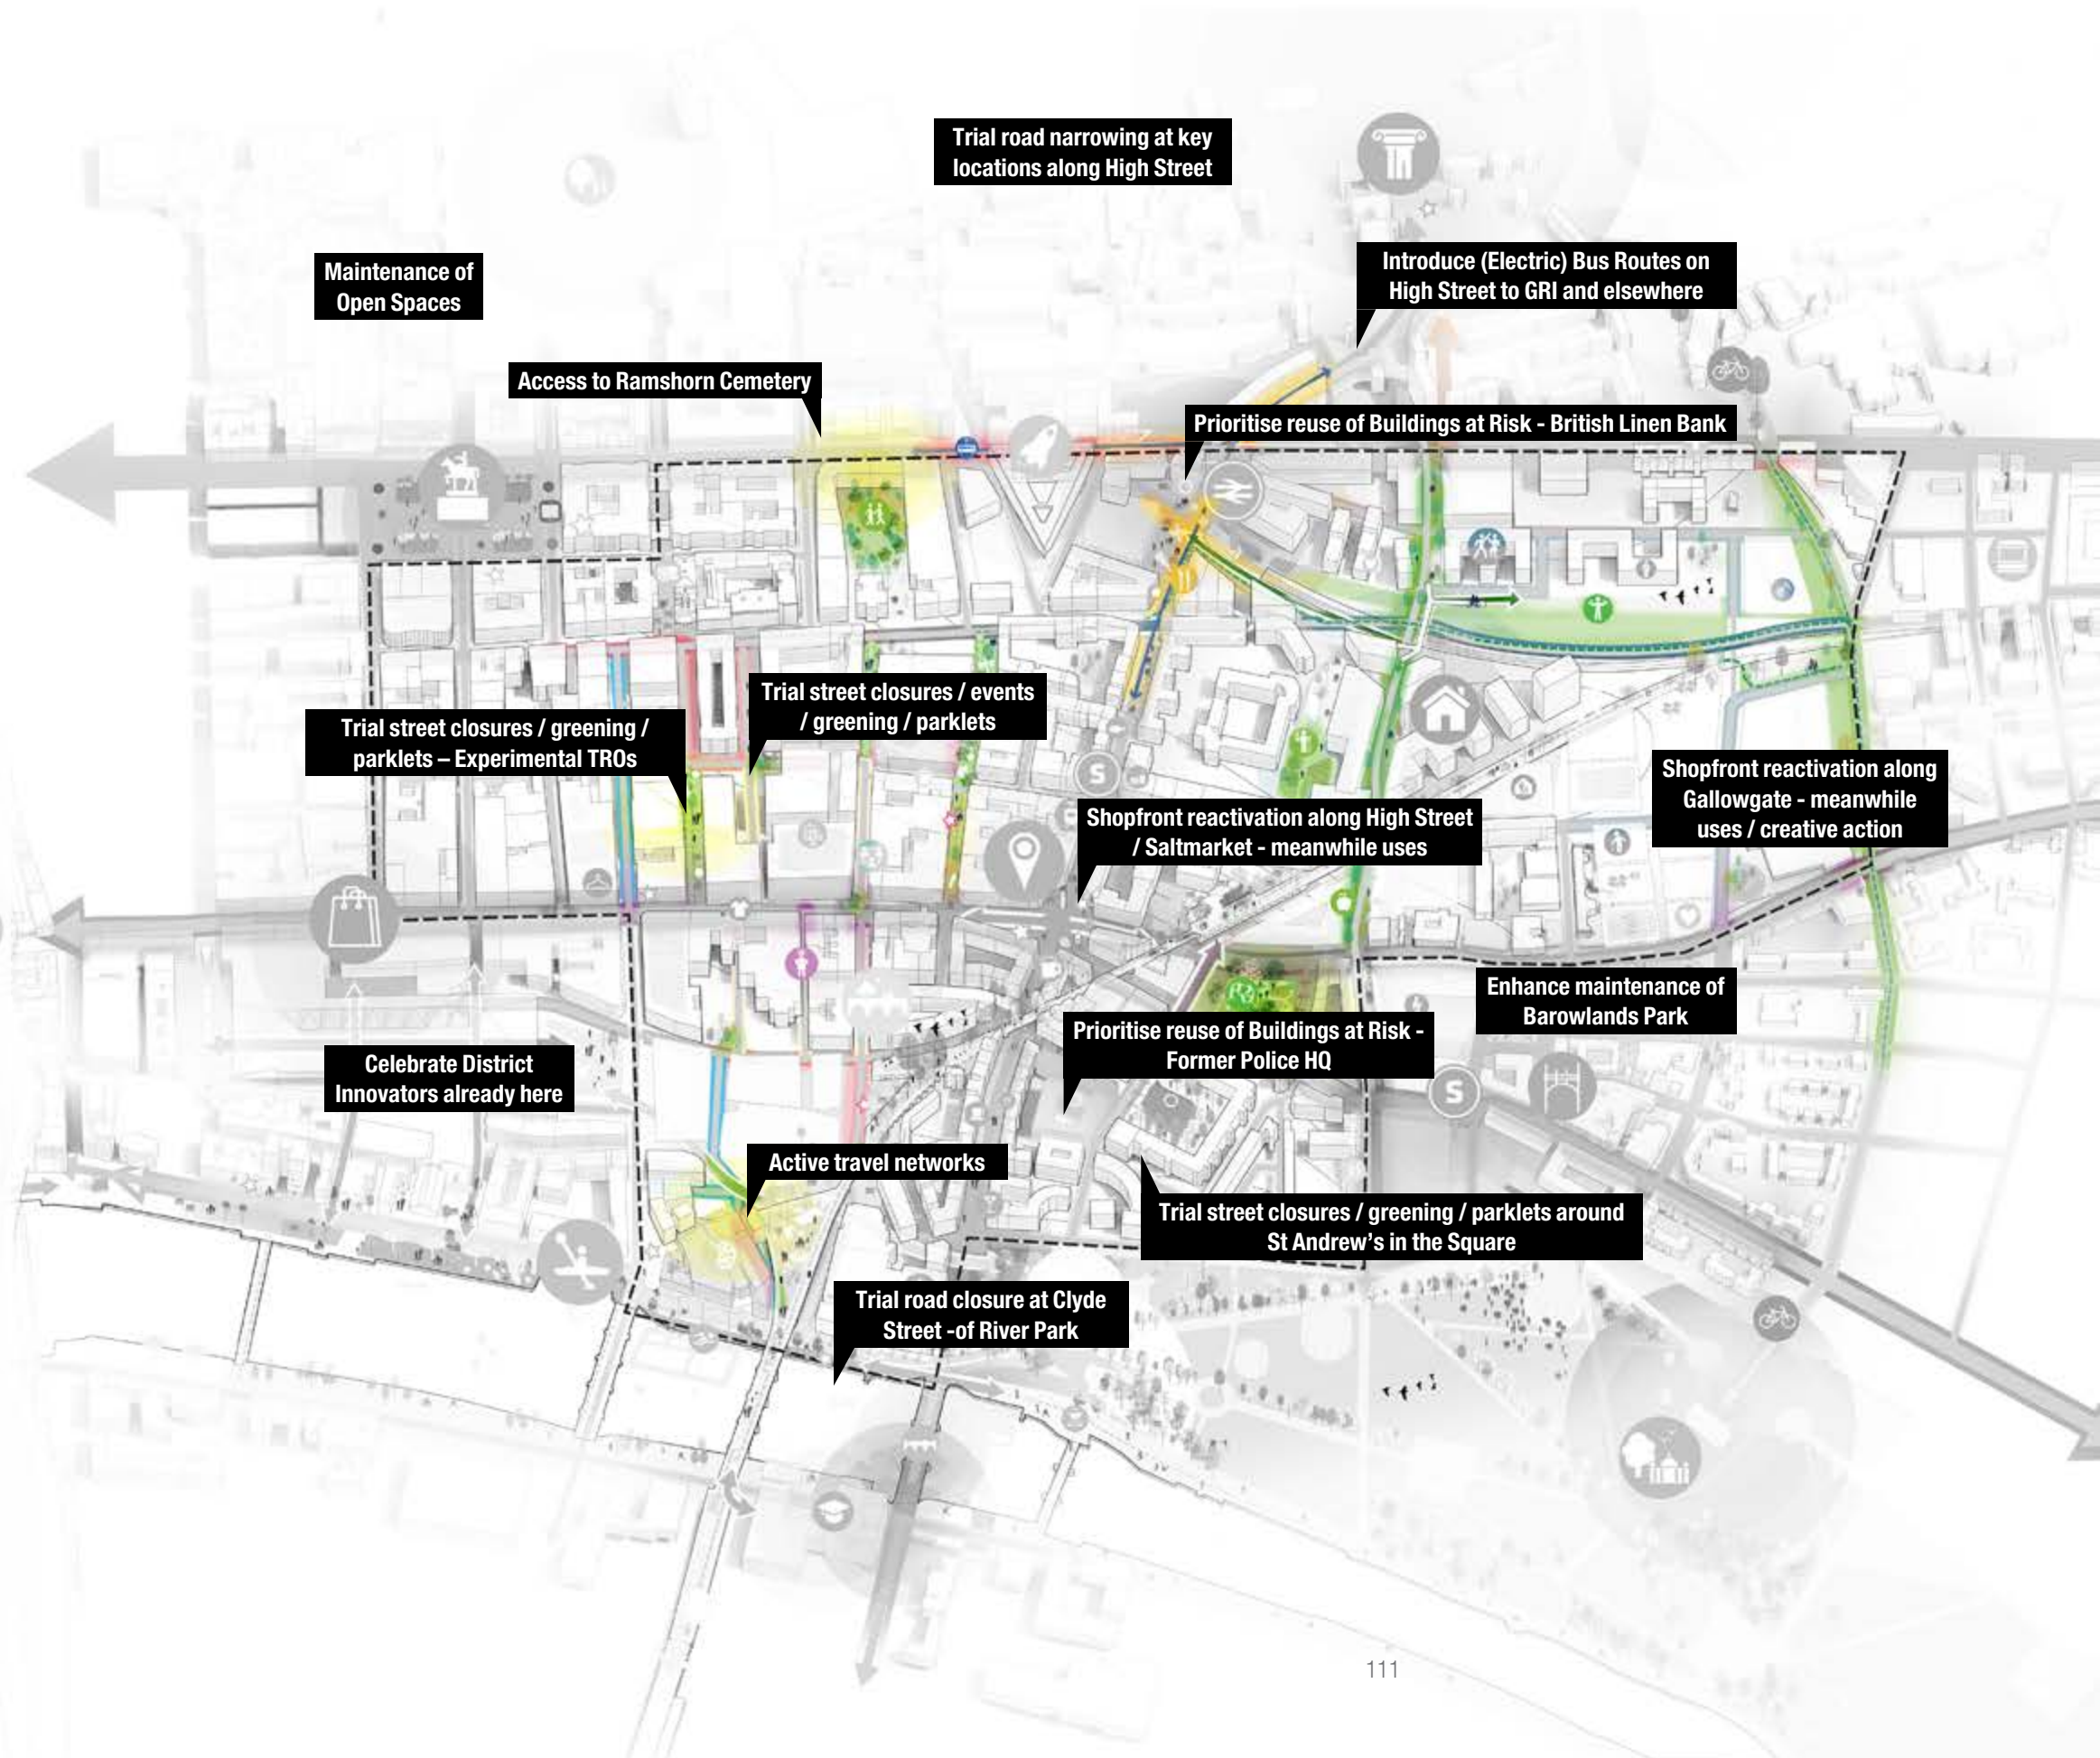 Trial road narrowing at key
locations along High Street
Maintenance of
Open Spaces
Introduce (Electric) Bus Routes on
High Street to GRI and elsewhere
Access to Ramshorn Cemetery
Prioritise reuse of Buildings at Risk - British Linen Bank
Trial street closures / events
/ greening / parklets
Trial street closures / greening /
parklets – Experimental TROs
Shopfront reactivation along
Gallowgate - meanwhile
uses / creative action
S
Shopfront reactivation along High Street
/ Saltmarket - meanwhile uses
Enhance maintenance of
Barowlands Park
Prioritise reuse of Buildings at Risk -
Former Police HQ
Celebrate District
Innovators already here
S
Active travel networks
Trial street closures / greening / parklets around
St Andrew's in the Square
Trial road closure at Clyde
Street -of River Park
111